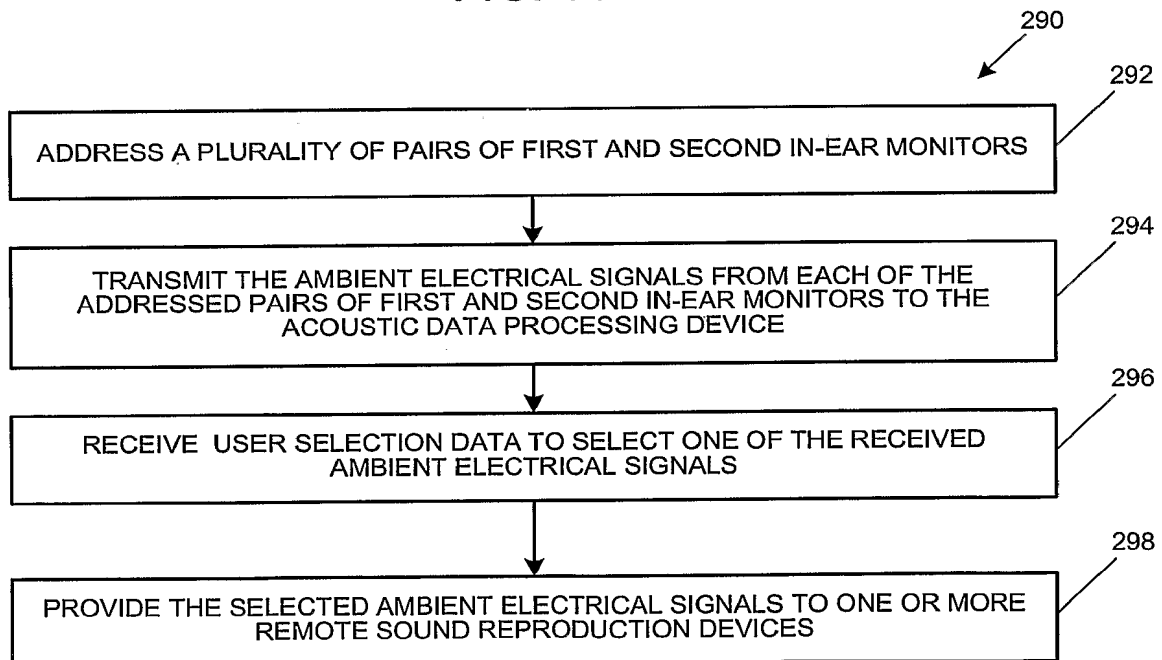 290
292
ADDRESS A PLURALITY OF PAIRS OF FIRST AND SECOND IN-EAR MONITORS
294
TRANSMIT THE AMBIENT ELECTRICAL SIGNALS FROM EACH OF THE
ADDRESSED PAIRS OF FIRST AND SECOND IN-EAR MONITORS TO THE
ACOUSTIC DATA PROCESSING DEVICE
296
RECEIVE USER SELECTION DATA TO SELECT ONE OF THE RECEIVED
AMBIENT ELECTRICAL SIGNALS
298
PROVIDE THE SELECTED AMBIENT ELECTRICAL SIGNALS TO ONE OR MORE
REMOTE SOUND REPRODUCTION DEVICES